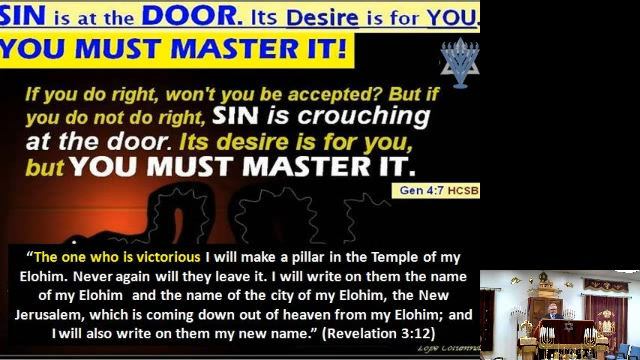 SIN is at the DOOR. Its Desire is for YOU.
YOU MUST MASTER IT!
If you do right, won't you be accepted? But if
you do not do right, SIN is crouching
at the door. Its desire is for you,
but YOU MUST MASTER IT.
Gen 4:7 HCSB
“The one who is victorious I will make a pillar in the Temple of my
Elohim. Never again will they leave it. I will write on them the name
of my Elohim and the name of the city of my Elohim, the New
Jerusalem, which is coming down out of heaven from my Elohim; and
I will also write on them my new name.” (Revelation 3:12)